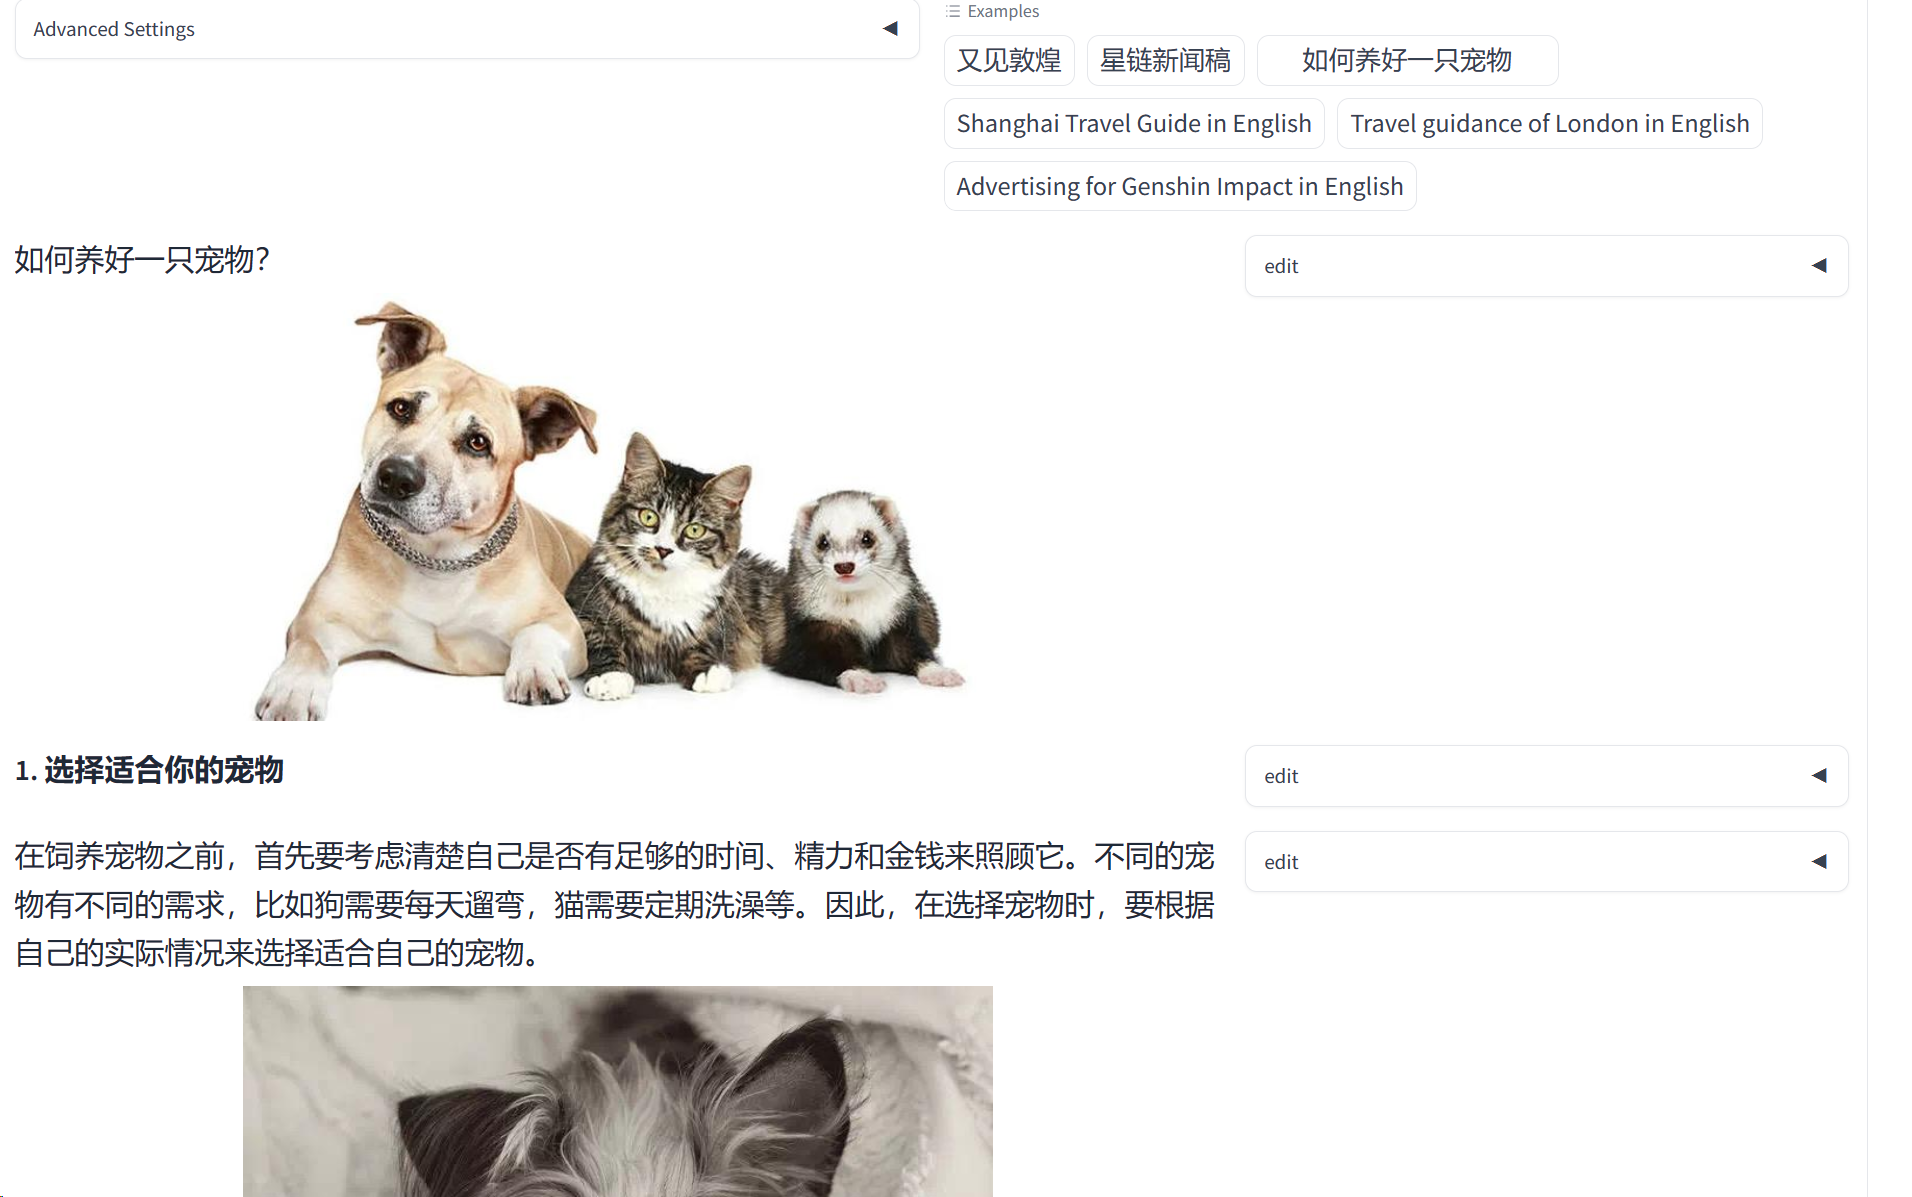 Advanced Settings
Examples
又见敦煌
星链新闻稿
如何养好一只宠物
Shanghai Travel Guide in English
Travel guidance of London in English
Advertising for Genshin Impact in English
如何养好一只宠物？
edit
1. 选择适合你的宠物
edit
在饲养宠物之前，首先要考虑清楚自己是否有足够的时间、精力和金钱来照顾它。不同的宠
物有不同的需求，比如狗需要每天遛弯，猫需要定期洗澡等。因此，在选择宠物时，要根据
自己的实际情况来选择适合自己的宠物。
edit